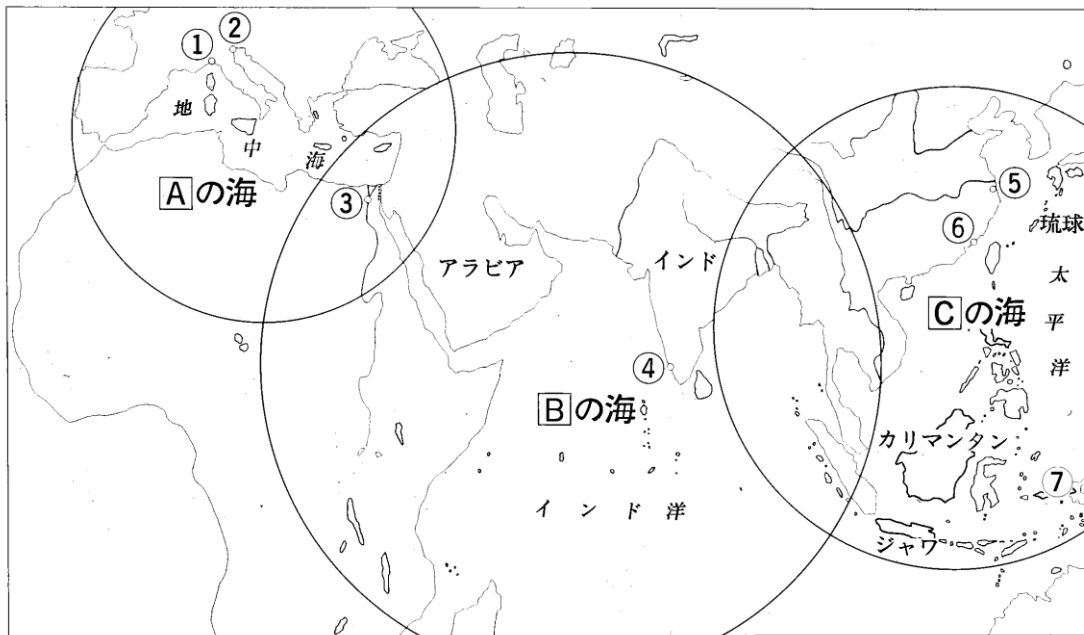 ①
②
地
中
海
Aの海
③
アラビア
インド
④
Bの海
インド洋
⑤
⑥
琉球
太平洋
Cの海
カリマンタン
⑦
ジャワ